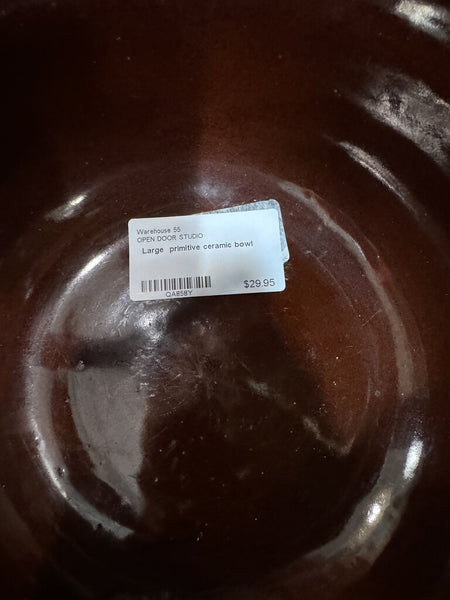 Warehouse 55
OPEN DOOR STUDIO
Large primitive ceramic bowl
QA858Y
$29.95